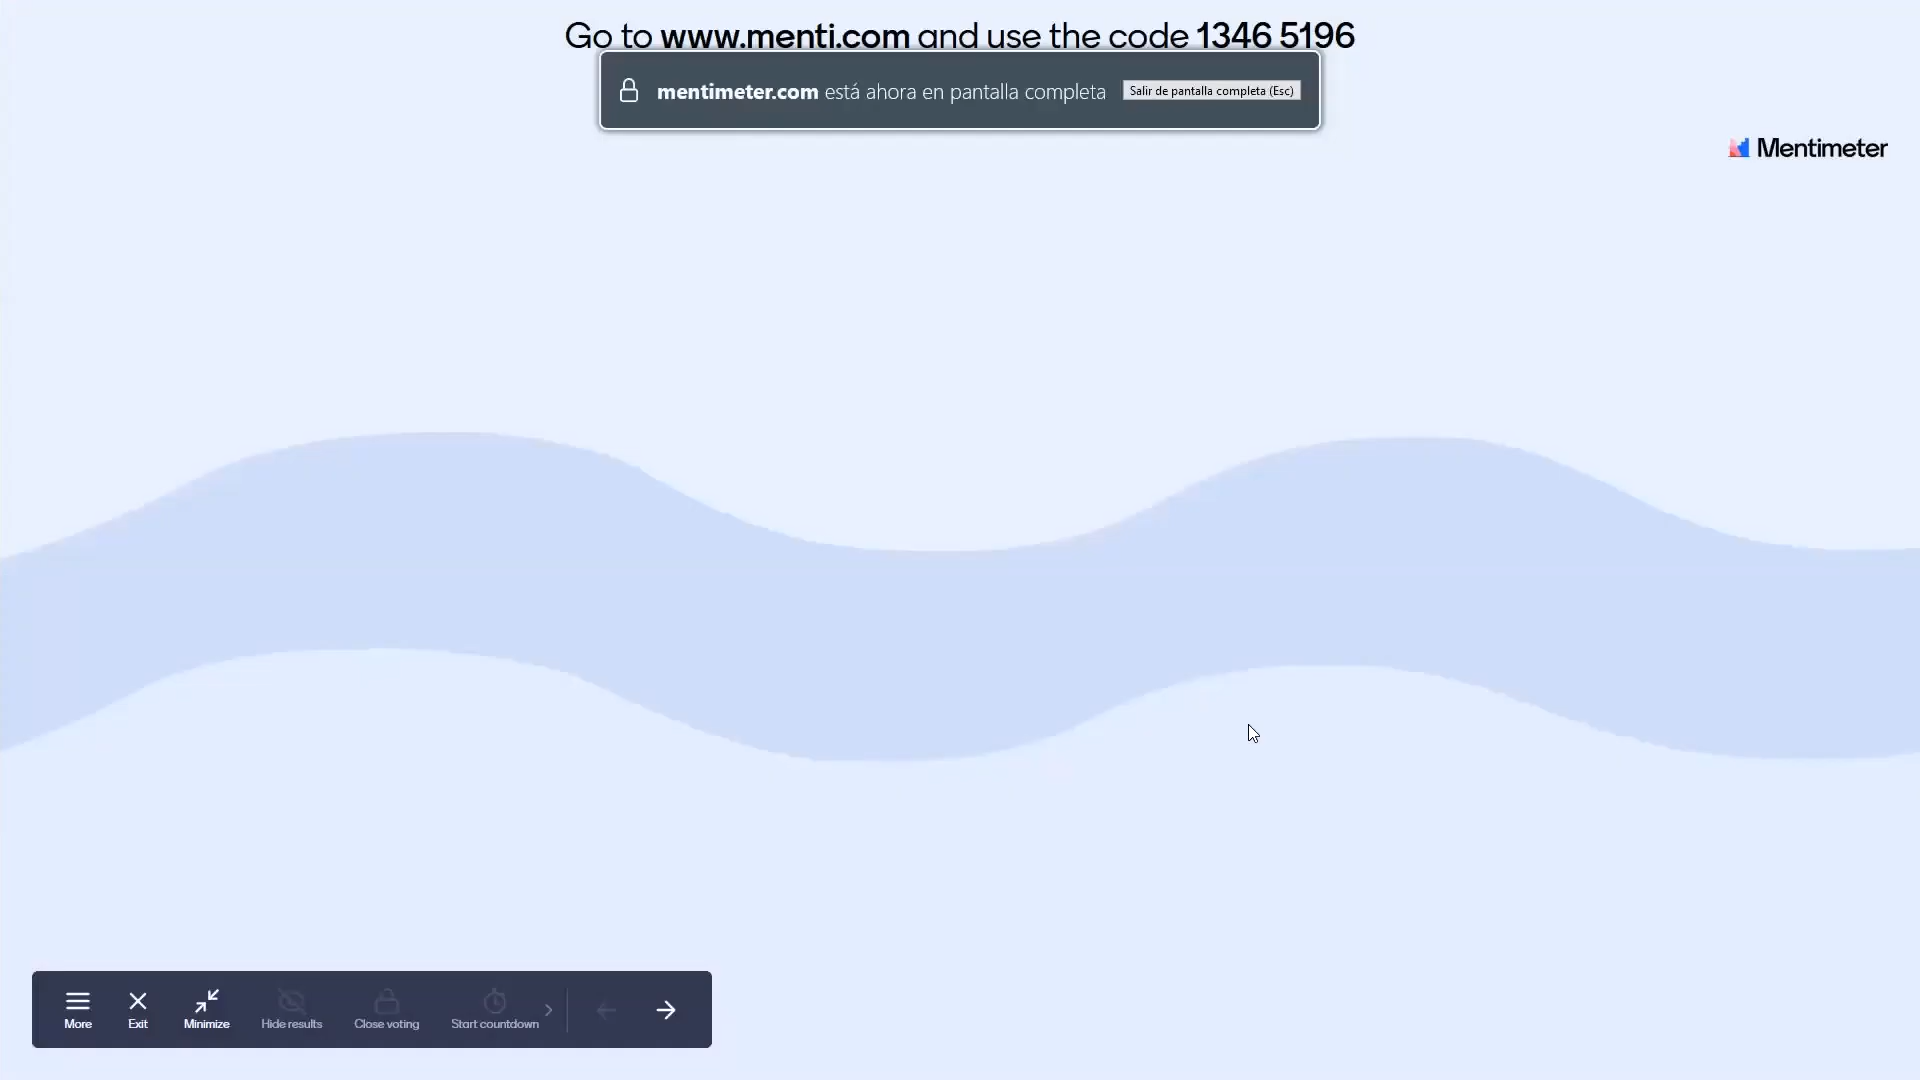 Go to www.menti.com and use the code 1346 5196
mentimeter.com está ahora en pantalla completa Salir de pantalla completa (Esc)
Mentimeter
More Exit Minimize Hide results Close voting Start countdown